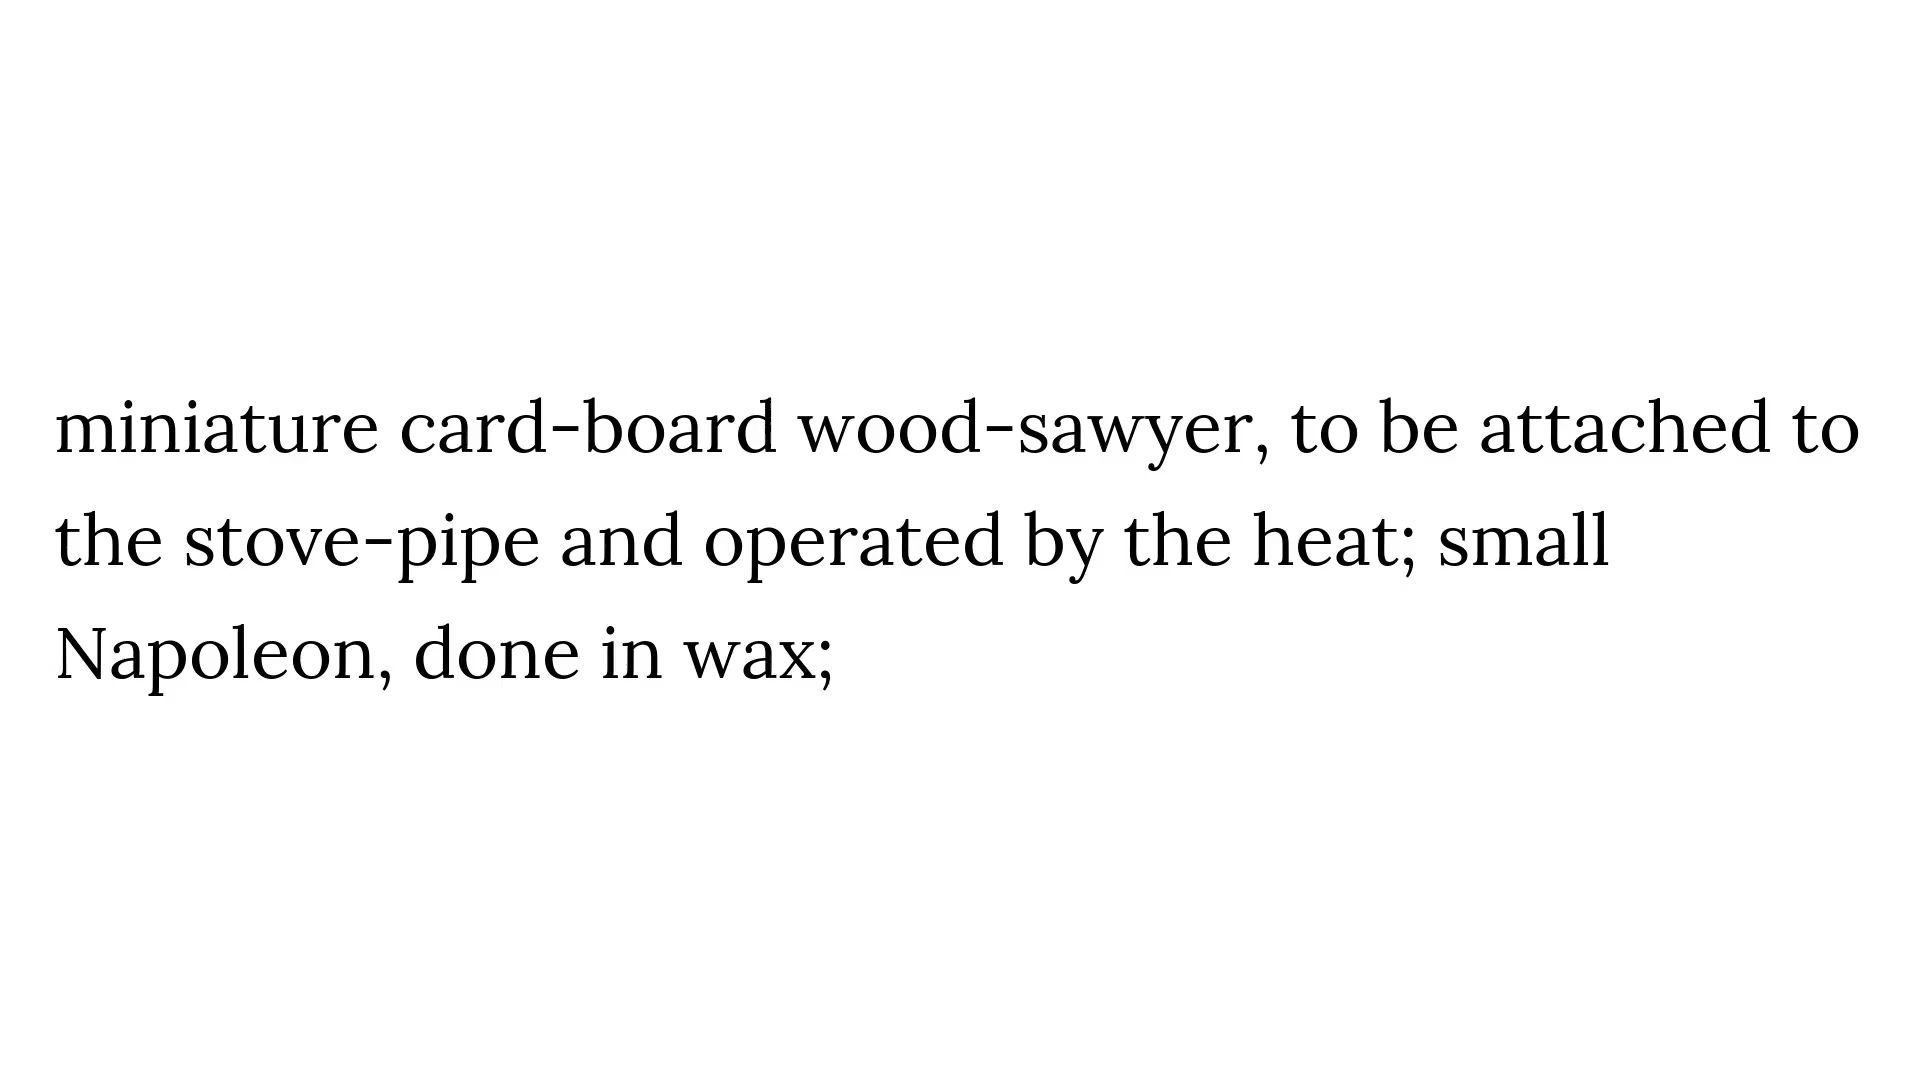 miniature card-board wood-sawyer, to be attached to
the stove-pipe and operated by the heat; small
Napoleon, done in wax;